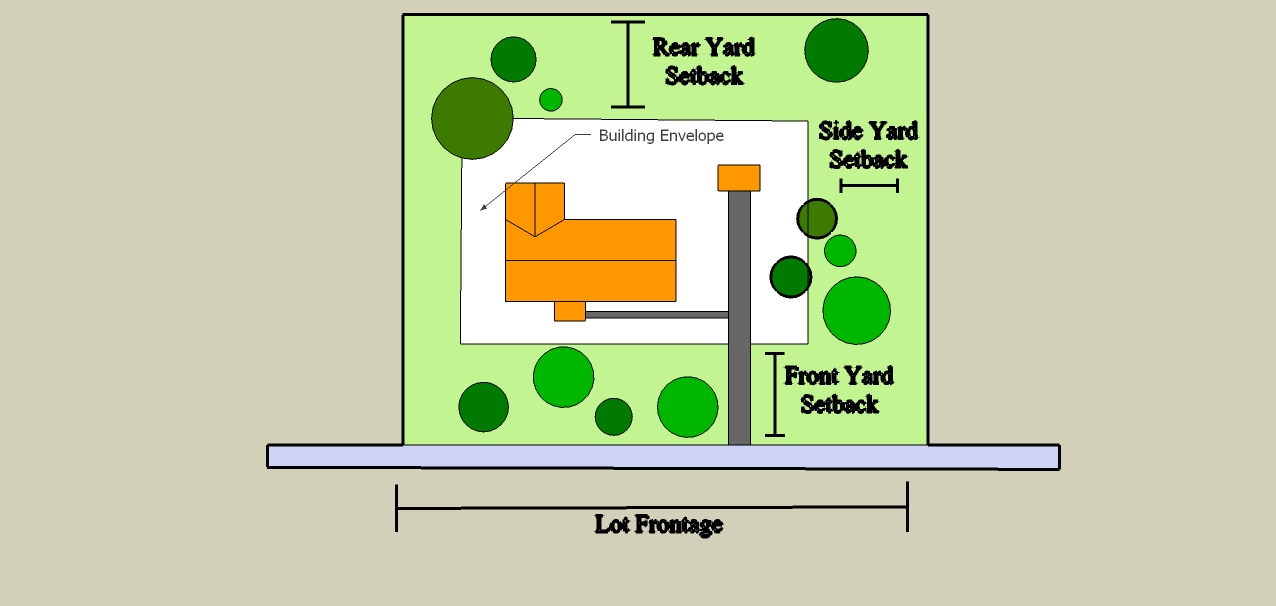 Rear Yard
Setback
Side Yard
Setback
Building Envelope
Front Yard
Setback
Lot Frontage